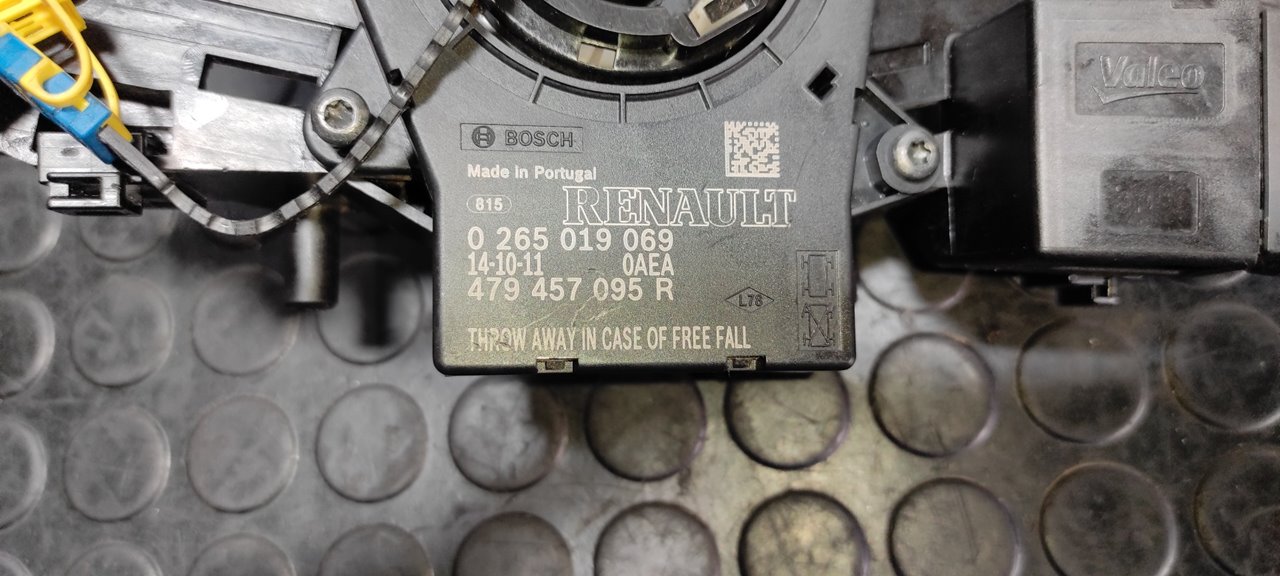 BOSCH
Valeo
Made in Portugal
815
RENAULT
0 265 019 069
14-10-11 0AEA
479 457 095 R
L76
THROW AWAY IN CASE OF FREE FALL